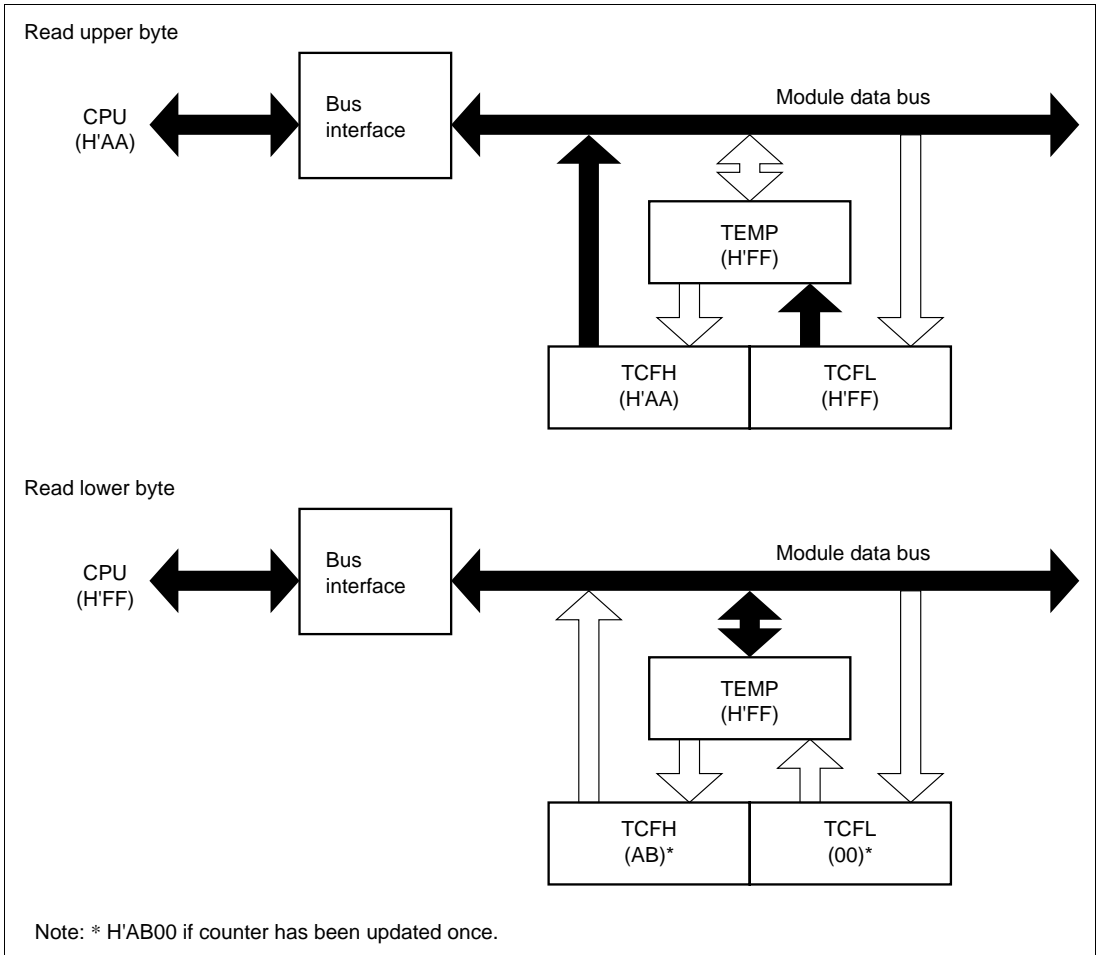 Read upper byte
Module data bus
CPU
(H'AA)
Bus
interface
TEMP
(H'FF)
TCFH
(H'AA)
TCFL
(H'FF)
Read lower byte
Module data bus
CPU
(H'FF)
Bus
interface
TEMP
(H'FF)
TCFH
(AB)*
TCFL
(00)*
Note: * H'AB00 if counter has been updated once.